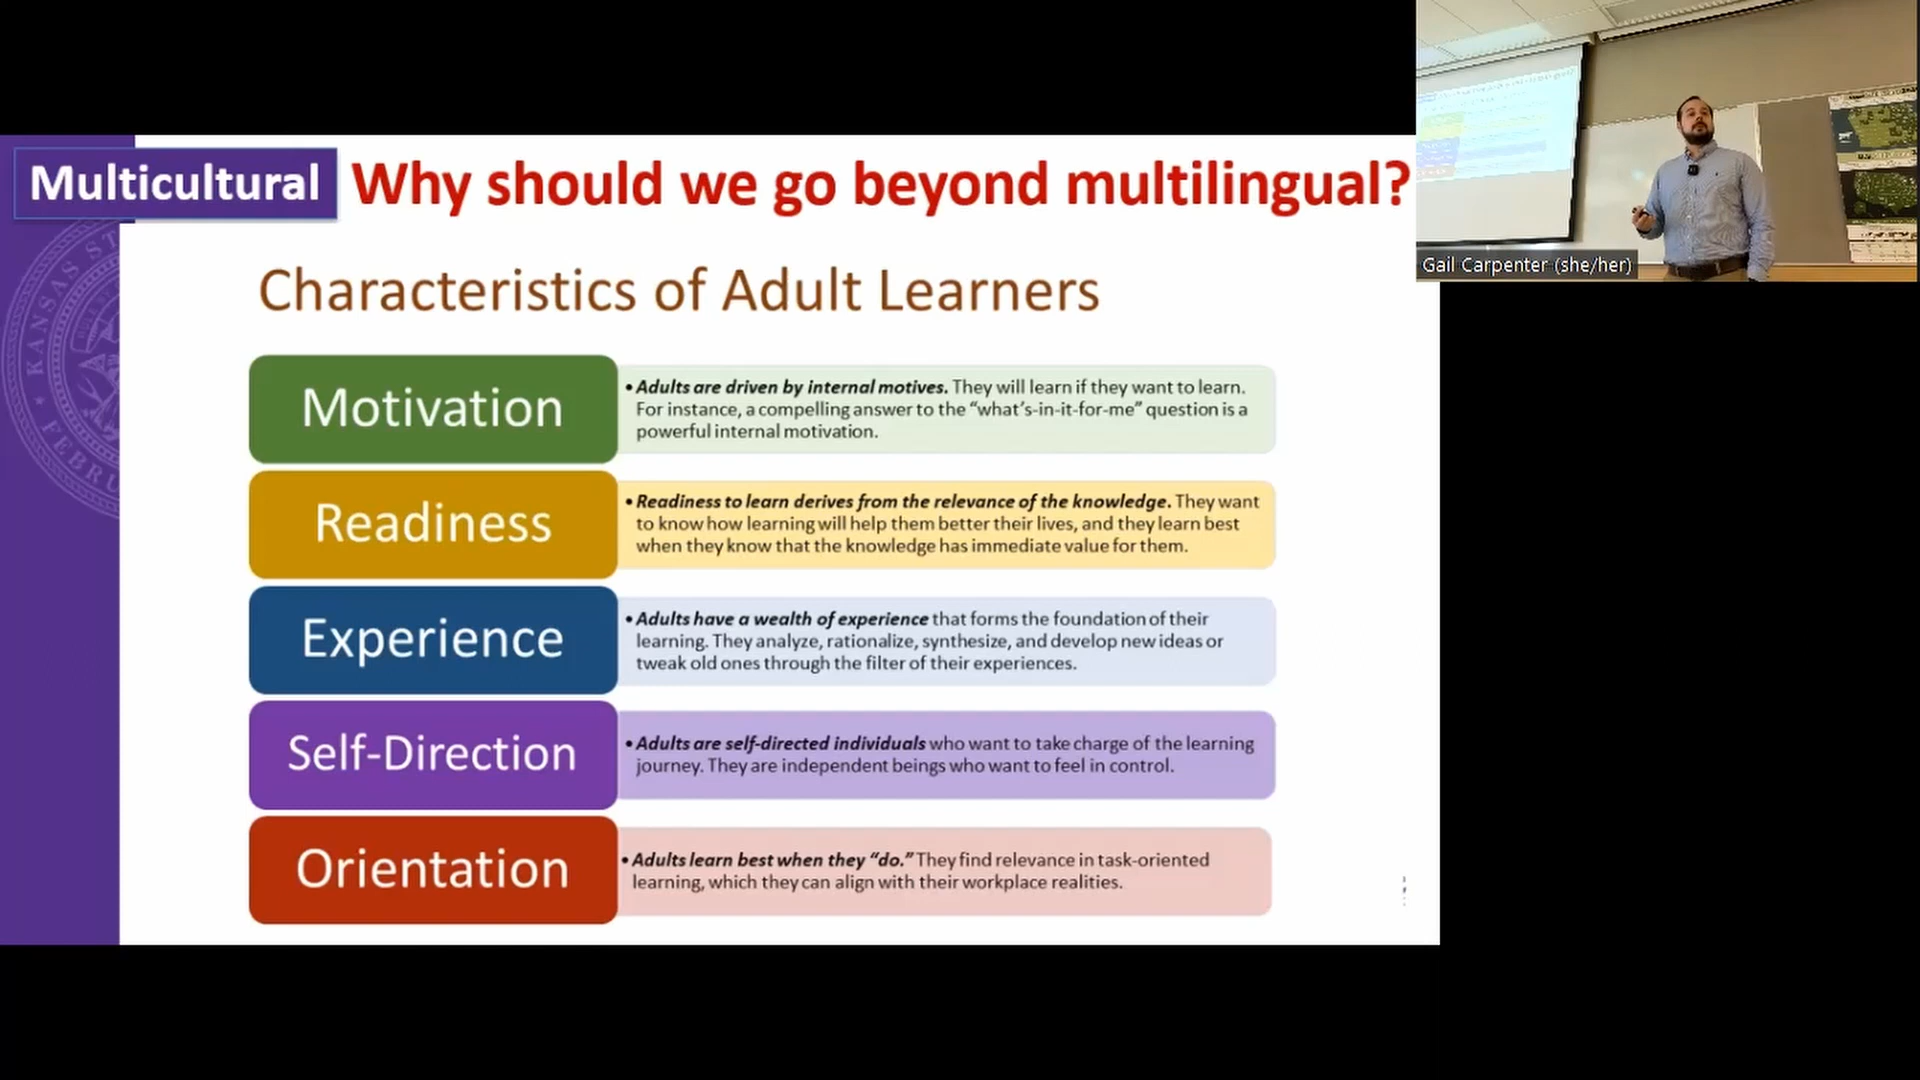 Multicultural Why should we go beyond multilingual?
Characteristics of Adult Learners
Motivation
• Adults are driven by internal motives. They will learn if they want to learn.
For instance, a compelling answer to the “what’s-in-it-for-me” question is a
powerful internal motivation.
Readiness
• Readiness to learn derives from the relevance of the knowledge. They want
to know how learning will help them better their lives, and they learn best
when they know that the knowledge has immediate value for them.
Experience
• Adults have a wealth of experience that forms the foundation of their
learning. They analyze, rationalize, synthesize, and develop new ideas or
tweak old ones through the filter of their experiences.
Self-Direction
• Adults are self-directed individuals who want to take charge of the learning
journey. They are independent beings who want to feel in control.
Orientation
• Adults learn best when they “do.” They find relevance in task-oriented
learning, which they can align with their workplace realities.
Gail Carpenter (she/her)
KANSAS